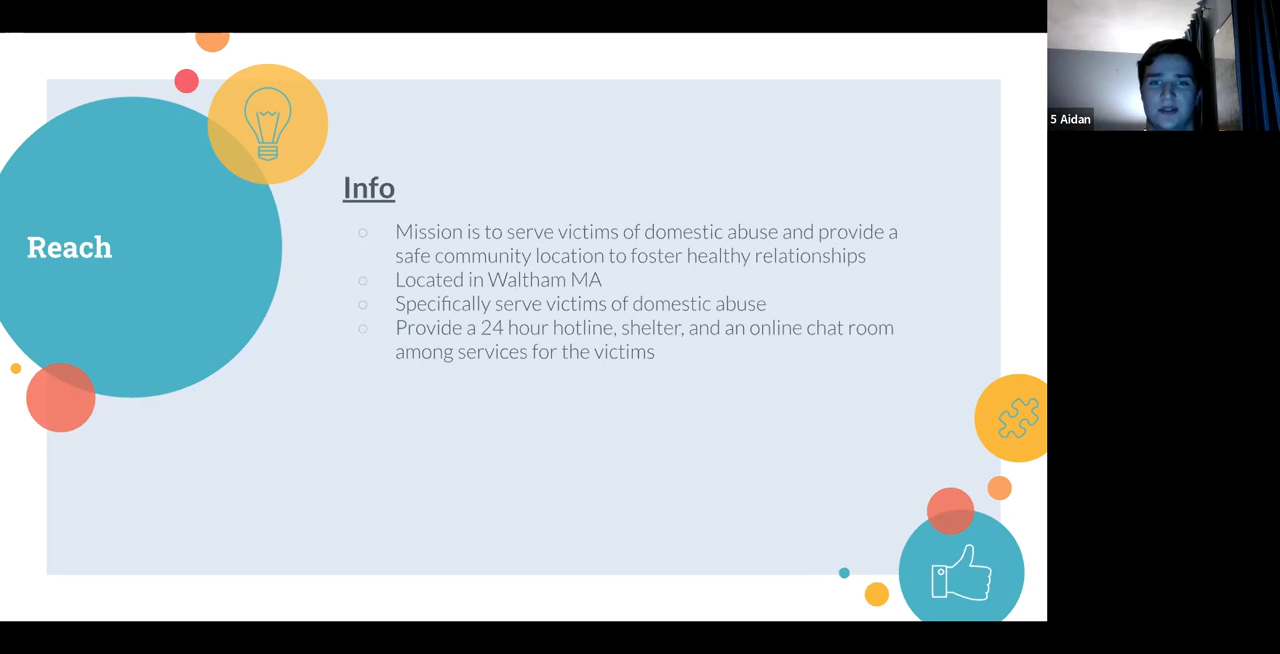 Reach
Info
Mission is to serve victims of domestic abuse and provide a
safe community location to foster healthy relationships
Located in Waltham MA
Specifically serve victims of domestic abuse
Provide a 24 hour hotline, shelter, and an online chat room
among services for the victims
5 Aidan